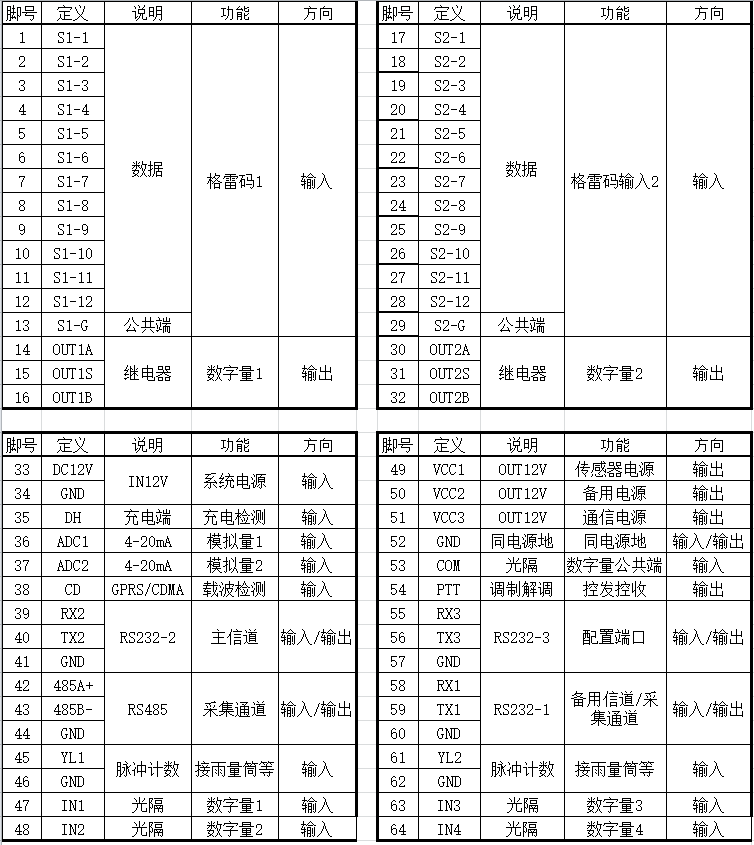 脚号 定义 说明 功能 方向
1 S1-1
2 S1-2
3 S1-3
4 S1-4
5 S1-5
6 S1-6
7 S1-7 数据 格雷码1 输入
8 S1-8
9 S1-9
10 S1-10
11 S1-11
12 S1-12
13 S1-G 公共端
14 OUT1A
15 OUT1S 继电器 数字量1 输出
16 OUT1B
脚号 定义 说明 功能 方向
17 S2-1
18 S2-2
19 S2-3
20 S2-4
21 S2-5
22 S2-6
23 S2-7 数据 格雷码输入2 输入
24 S2-8
25 S2-9
26 S2-10
27 S2-11
28 S2-12
29 S2-G 公共端
30 OUT2A
31 OUT2S 继电器 数字量2 输出
32 OUT2B
脚号 定义 说明 功能 方向
33 DC12V IN12V 系统电源 输入
34 GND
35 DH 充电端 充电检测 输入
36 ADC1 4-20mA 模拟量1 输入
37 ADC2 4-20mA 模拟量2 输入
38 CD GPRS/CDMA 载波检测 输入
39 RX2
40 TX2 RS232-2 主信道 输入/输出
41 GND
42 485A+
43 485B- RS485 采集通道 输入/输出
44 GND
45 YL1 脉冲计数 接雨量筒等 输入
46 GND
47 IN1 光隔 数字量1 输入
48 IN2 光隔 数字量2 输入
脚号 定义 说明 功能 方向
49 VCC1 OUT12V 传感器电源 输出
50 VCC2 OUT12V 备用电源 输出
51 VCC3 OUT12V 通信电源 输出
52 GND 同电源地 同电源地 输入/输出
53 COM 光隔 数字量公共端 输入
54 PTT 调制解调 控发控收 输出
55 RX3
56 TX3 RS232-3 配置端口 输入/输出
57 GND
58 RX1
59 TX1 RS232-1 备用信道/采
集通道 输入/输出
60 GND
61 YL2 脉冲计数 接雨量筒等 输入
62 GND
63 IN3 光隔 数字量3 输入
64 IN4 光隔 数字量4 输入